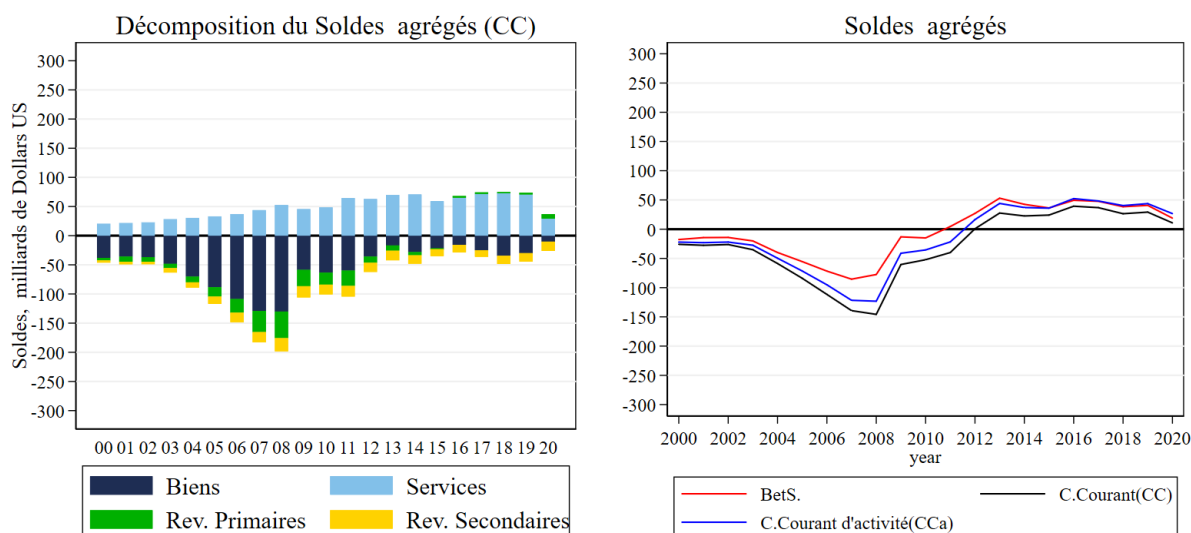 Décomposition du Soldes agrégés (CC)
Soldes, milliards de Dollars US
300
250
200
150
100
50
0
-50
-100
-150
-200
-250
-300
00 01 02 03 04 05 06 07 08 09 10 11 12 13 14 15 16 17 18 19 20
Biens Services
Rev. Primaires Rev. Secondaires
Soldes agrégés
300
250
200
150
100
50
0
-50
-100
-150
-200
-250
-300
2000 2002 2004 2006 2008 2010 2012 2014 2016 2018 2020
year
BetS. C.Courant(CC)
C.Courant d'activité(CCa)